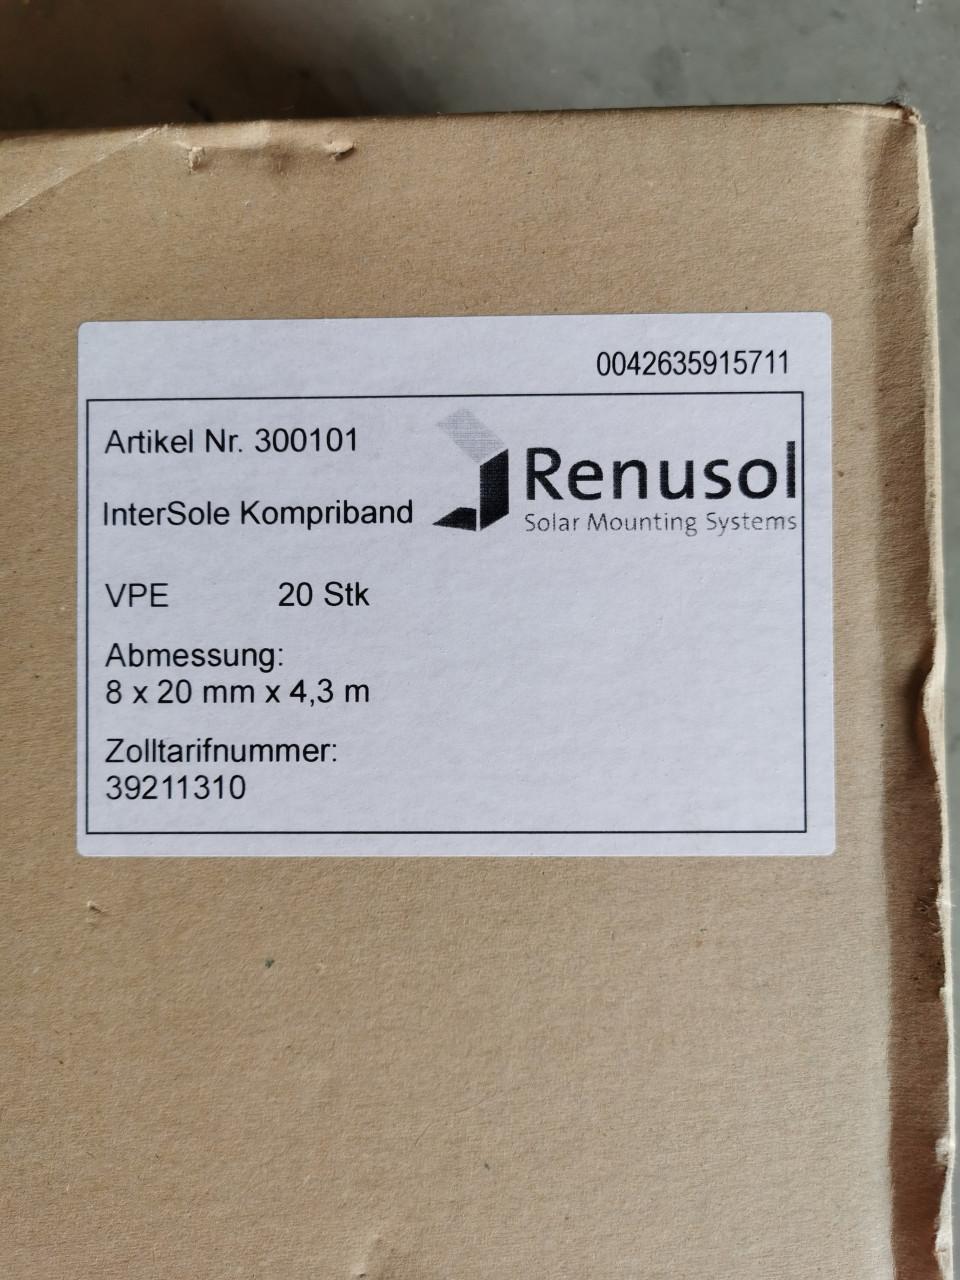 0042635915711
Artikel Nr. 300101
Renusol
Solar Mounting Systems
InterSole Kompriband
VPE 20 Stk
Abmessung:
8 x 20 mm x 4,3 m
Zolltarifnummer:
39211310